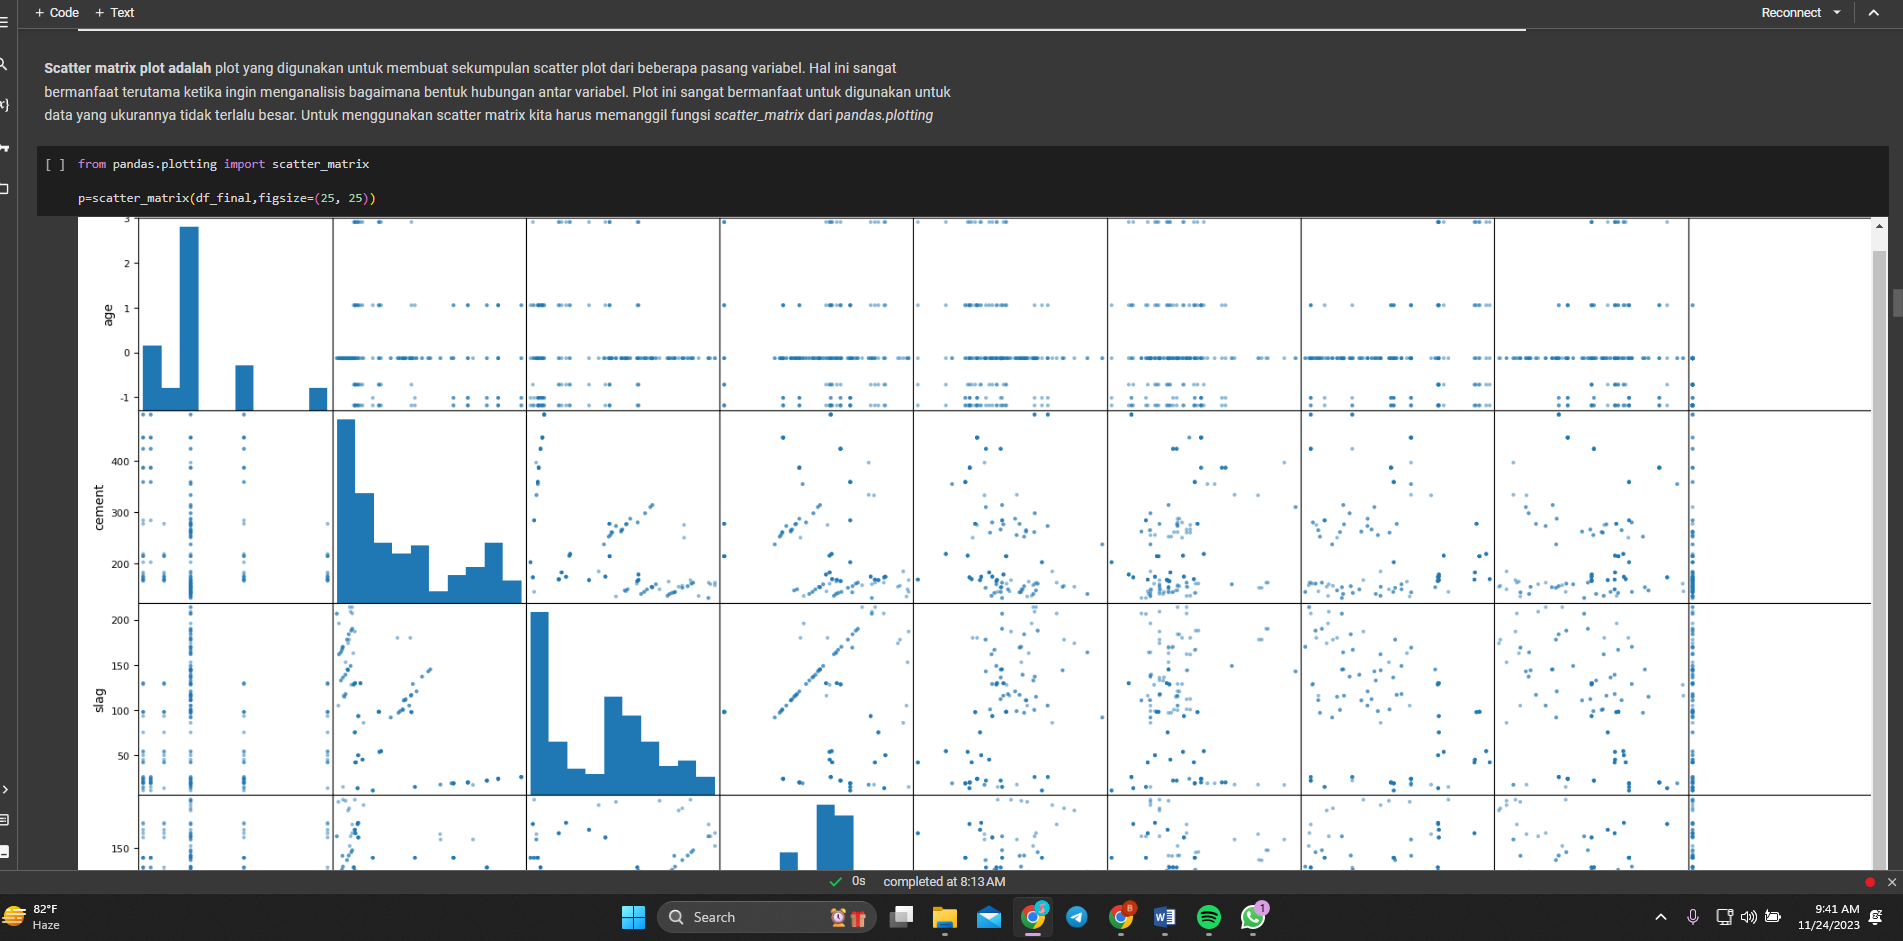 + Code + Text
Reconnect
Scatter matrix plot adalah plot yang digunakan untuk membuat sekumpulan scatter plot dari beberapa pasang variabel. Hal ini sangat
bermanfaat terutama ketika ingin menganalisis bagaimana bentuk hubungan antar variabel. Plot ini sangat bermanfaat untuk digunakan untuk
data yang ukurannya tidak terlalu besar. Untuk menggunakan scatter matrix kita harus memanggil fungsi scatter_matrix dari pandas.plotting
[ ] from pandas.plotting import scatter_matrix
p=scatter_matrix(df_final,figsize=(25, 25))
3
2
1
0
-1
age
400
300
200
cement
200
150
100
50
slag
150
0s completed at 8:13 AM
82°F
Haze
Search
5
B
W
1
9:41 AM
11/24/2023